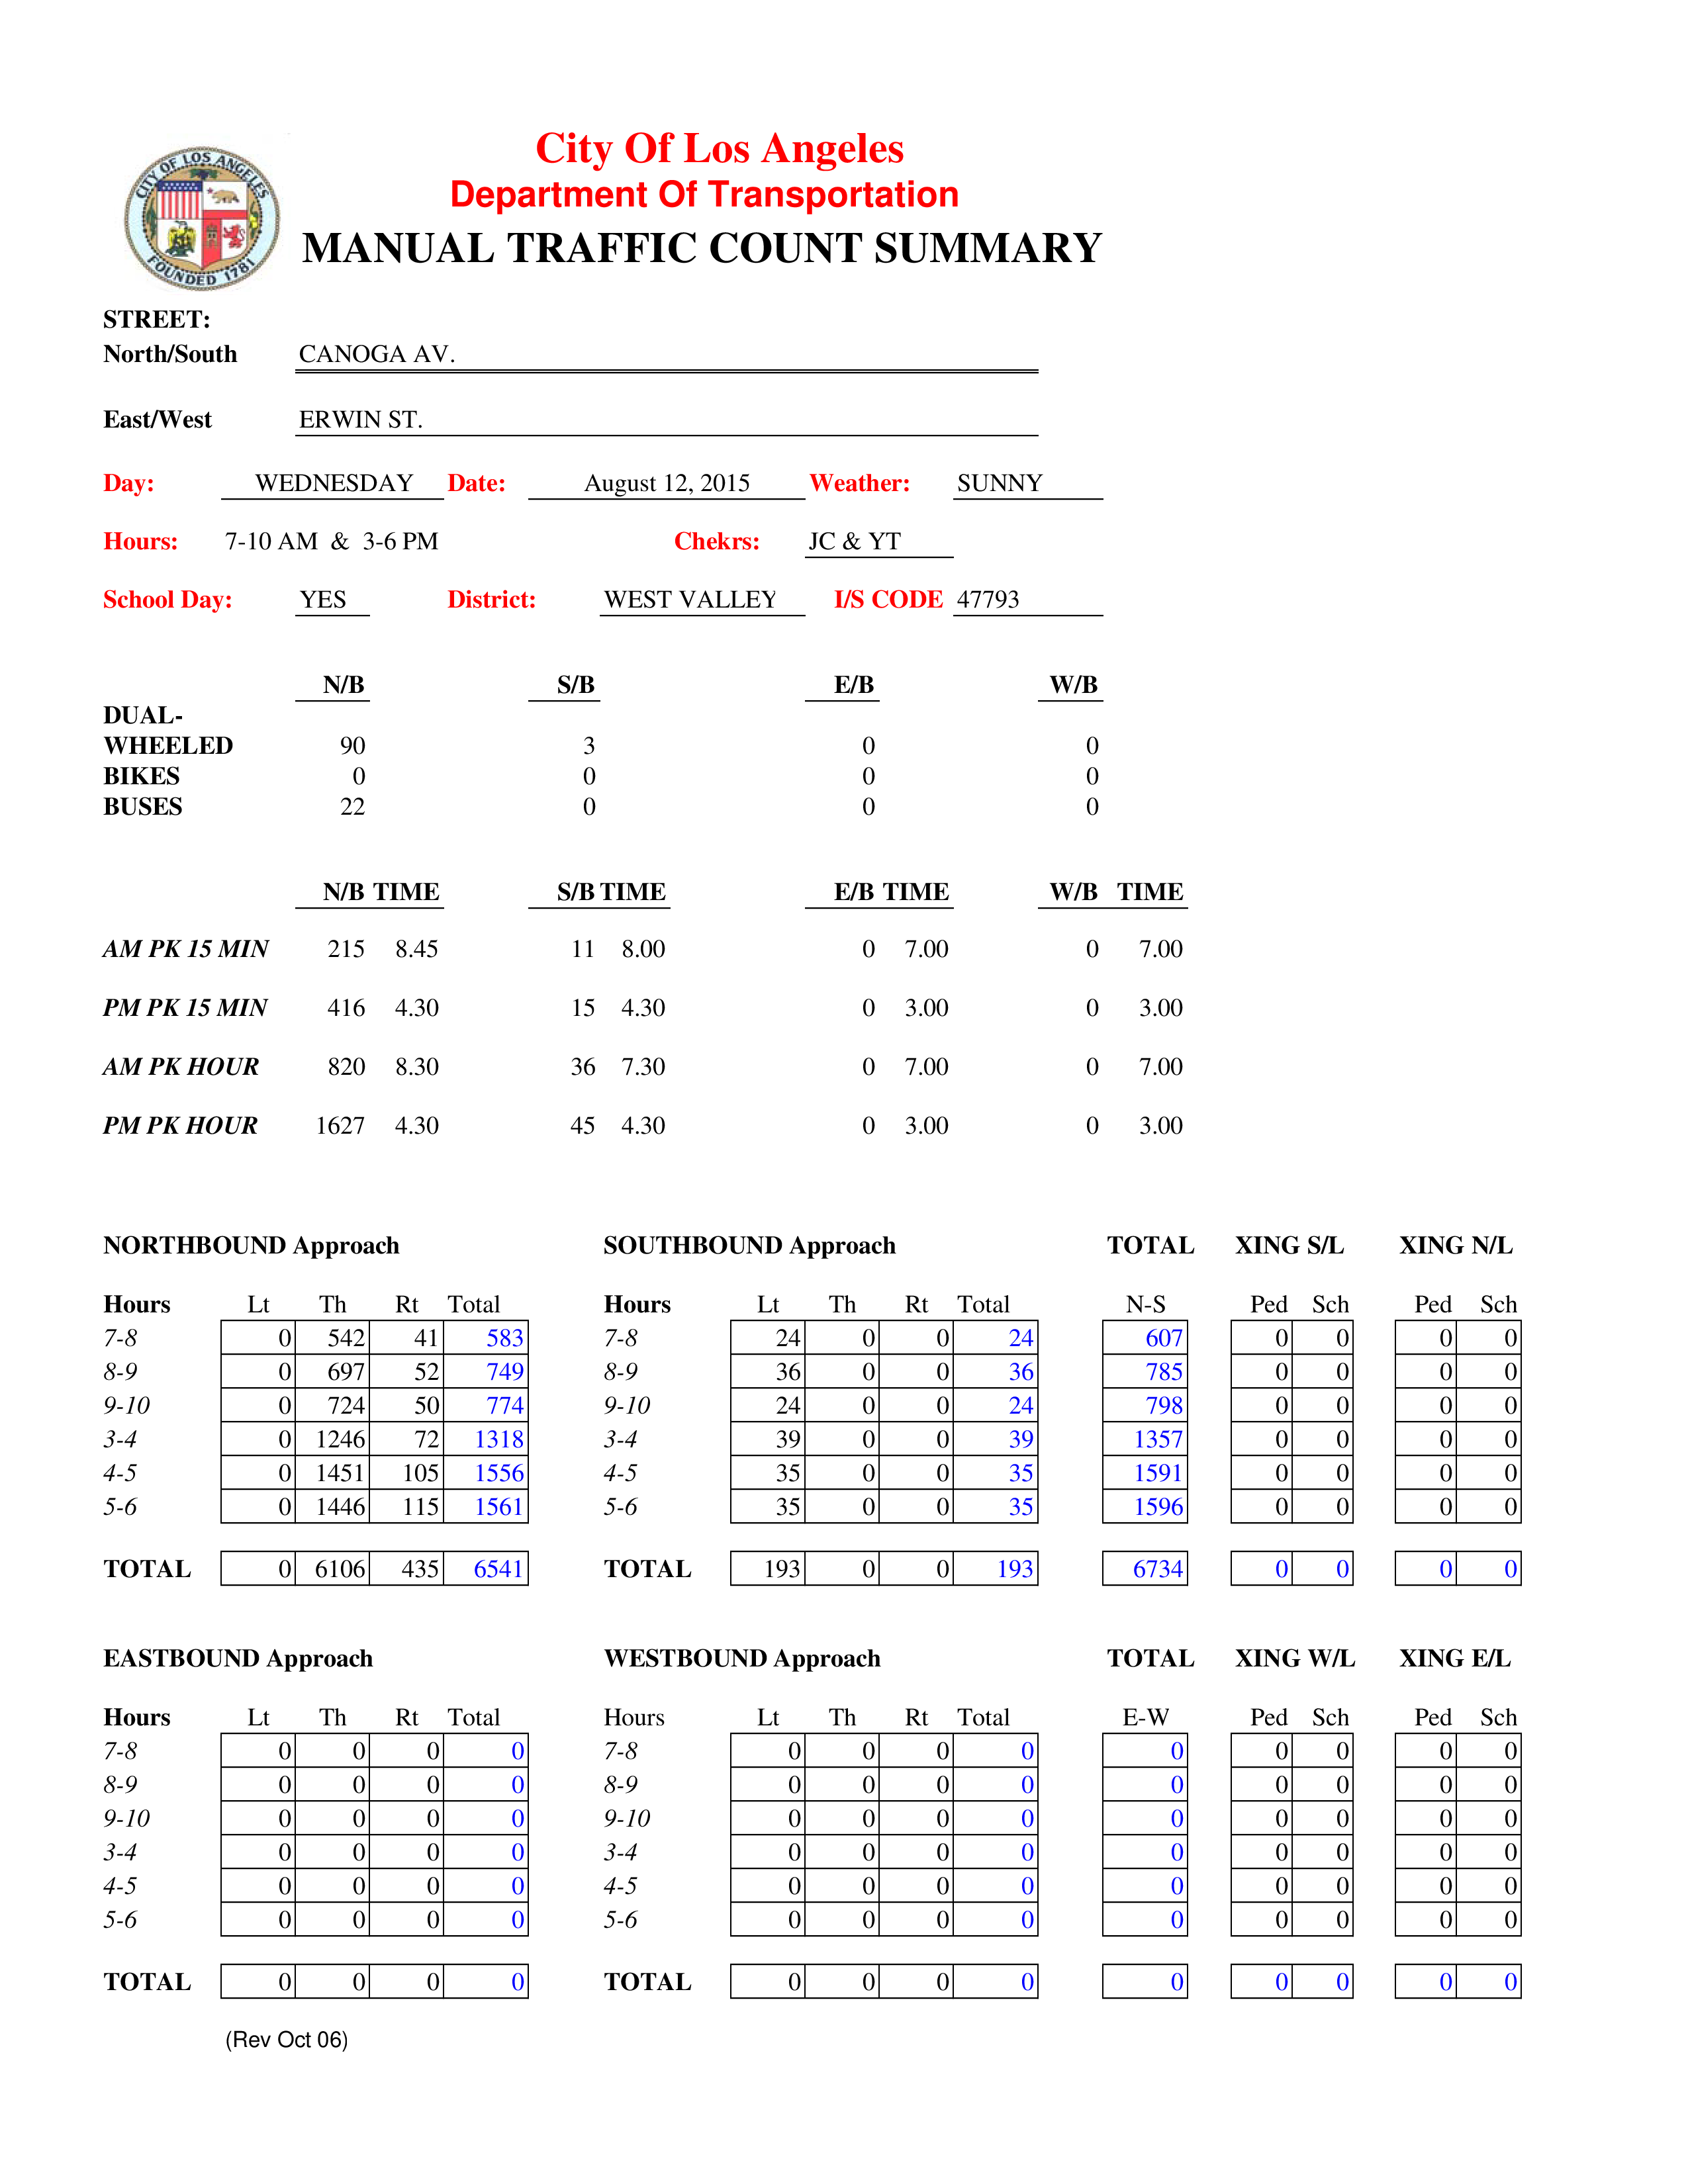 City Of Los Angeles
Department Of Transportation
MANUAL TRAFFIC COUNT SUMMARY
CITY OF LOS ANGELES
FOUNDED 1781
STREET:
North/South CANOGA AV.
East/West ERWIN ST.
Day: WEDNESDAY Date: August 12, 2015 Weather: SUNNY
Hours: 7-10 AM & 3-6 PM Chekrs: JC & YT
School Day: YES District: WEST VALLEY I/S CODE 47793
N/B S/B E/B W/B
DUAL-
WHEELED 90 3 0 0
BIKES 0 0 0 0
BUSES 22 0 0 0
N/B TIME S/B TIME E/B TIME W/B TIME
AM PK 15 MIN 215 8.45 11 8.00 0 7.00 0 7.00
PM PK 15 MIN 416 4.30 15 4.30 0 3.00 0 3.00
AM PK HOUR 820 8.30 36 7.30 0 7.00 0 7.00
PM PK HOUR 1627 4.30 45 4.30 0 3.00 0 3.00
NORTHBOUND Approach SOUTHBOUND Approach TOTAL XING S/L XING N/L
Hours Lt Th Rt Total Hours Lt Th Rt Total N-S Ped Sch Ped Sch
7-8 0 542 41 583 7-8 24 0 0 24 607 0 0 0 0
8-9 0 697 52 749 8-9 36 0 0 36 785 0 0 0 0
9-10 0 724 50 774 9-10 24 0 0 24 798 0 0 0 0
3-4 0 1246 72 1318 3-4 39 0 0 39 1357 0 0 0 0
4-5 0 1451 105 1556 4-5 35 0 0 35 1591 0 0 0 0
5-6 0 1446 115 1561 5-6 35 0 0 35 1596 0 0 0 0
TOTAL 0 6106 435 6541 TOTAL 193 0 0 193 6734 0 0 0 0
EASTBOUND Approach WESTBOUND Approach TOTAL XING W/L XING E/L
Hours Lt Th Rt Total Hours Lt Th Rt Total E-W Ped Sch Ped Sch
7-8 0 0 0 0 7-8 0 0 0 0 0 0 0 0 0
8-9 0 0 0 0 8-9 0 0 0 0 0 0 0 0 0
9-10 0 0 0 0 9-10 0 0 0 0 0 0 0 0 0
3-4 0 0 0 0 3-4 0 0 0 0 0 0 0 0 0
4-5 0 0 0 0 4-5 0 0 0 0 0 0 0 0 0
5-6 0 0 0 0 5-6 0 0 0 0 0 0 0 0 0
TOTAL 0 0 0 0 TOTAL 0 0 0 0 0 0 0 0 0
(Rev Oct 06)